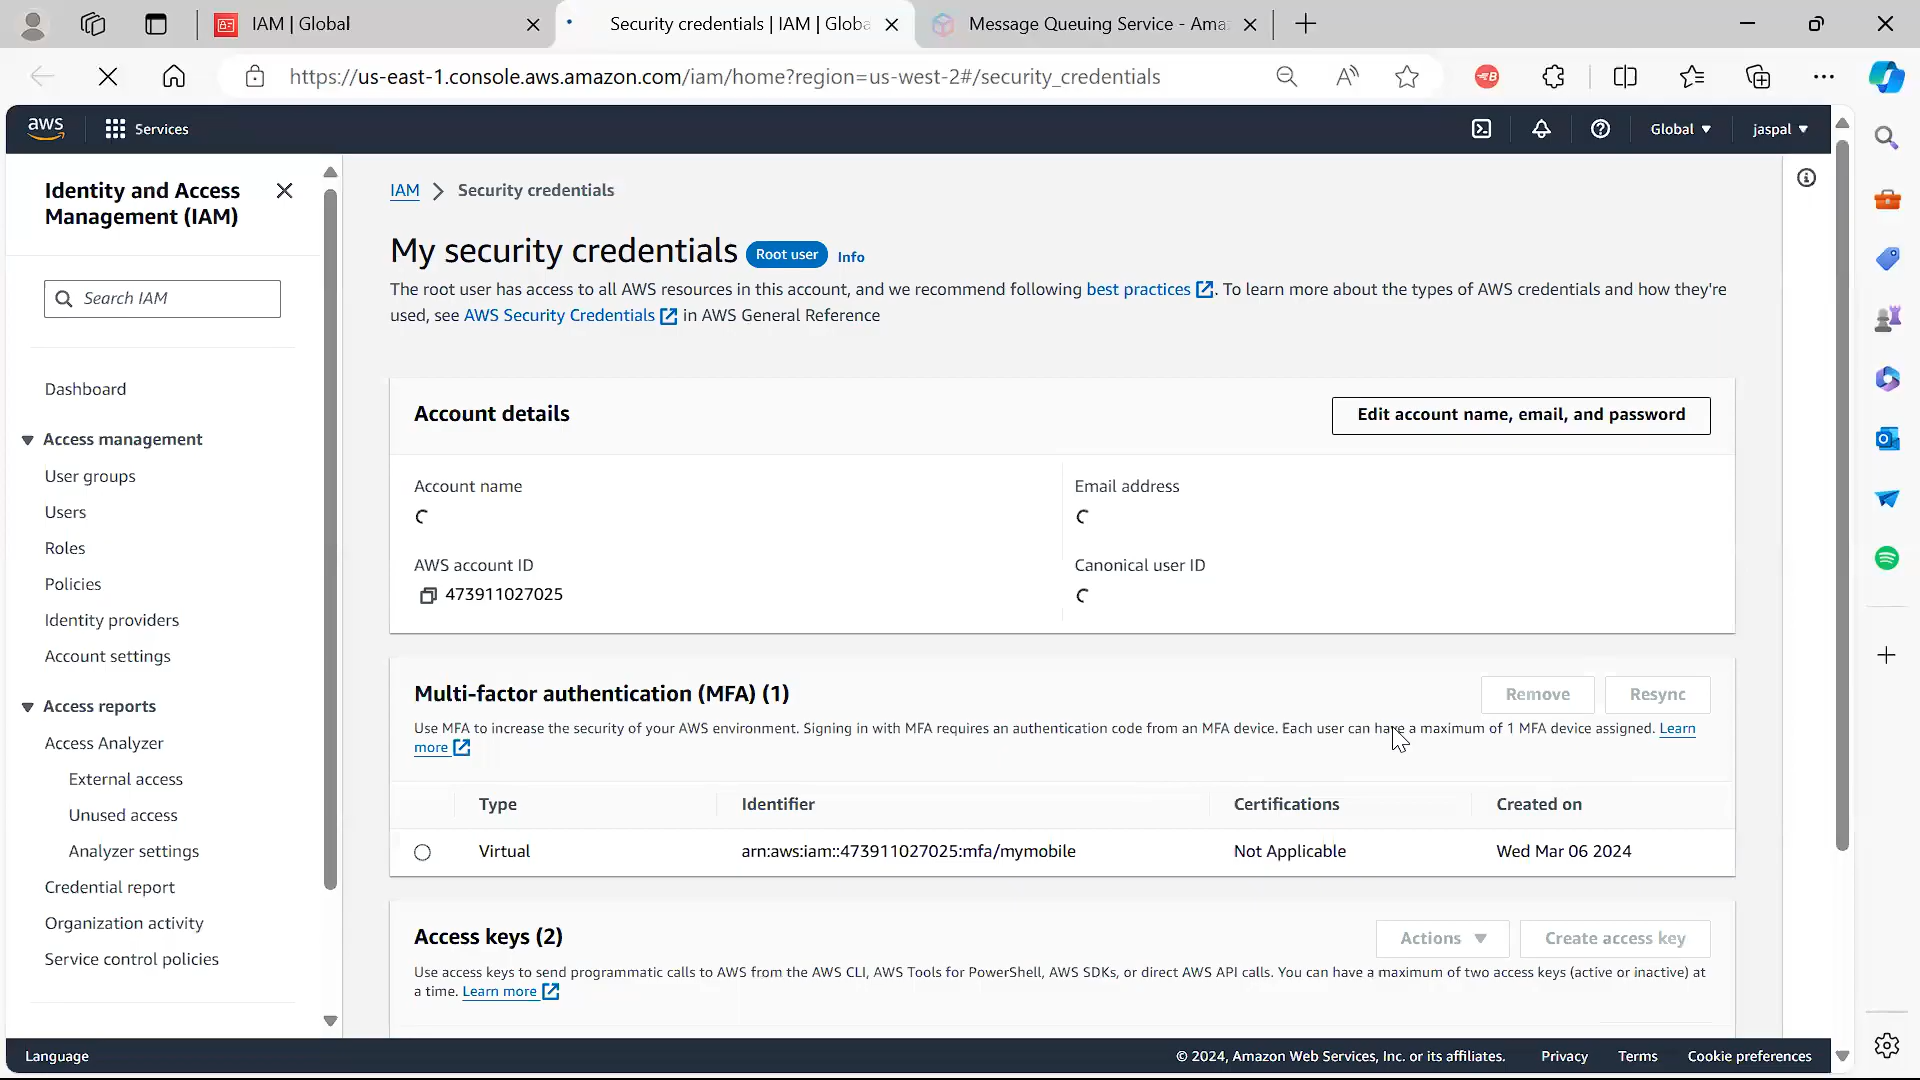 IAM | Global
Security credentials | IAM | Globa
Message Queuing Service - Ama
https://us-east-1.console.aws.amazon.com/iam/home?region=us-west-2#/security_credentials
aws
Services
Global
jaspal
Identity and Access
Management (IAM)
Search IAM
Dashboard
Access management
User groups
Users
Roles
Policies
Identity providers
Account settings
Access reports
Access Analyzer
External access
Unused access
Analyzer settings
Credential report
Organization activity
Service control policies
IAM
Security credentials
My security credentials
Root user
Info
The root user has access to all AWS resources in this account, and we recommend following best practices. To learn more about the types of AWS credentials and how they're
used, see AWS Security Credentials in AWS General Reference
Account details
Edit account name, email, and password
Account name
Email address
AWS account ID
473911027025
Canonical user ID
Multi-factor authentication (MFA) (1)
Remove
Resync
Use MFA to increase the security of your AWS environment. Signing in with MFA requires an authentication code from an MFA device. Each user can have a maximum of 1 MFA device assigned. Learn
more
Type
Identifier
Certifications
Created on
Virtual
arn:aws:iam::473911027025:mfa/mymobile
Not Applicable
Wed Mar 06 2024
Access keys (2)
Actions
Create access key
Use access keys to send programmatic calls to AWS from the AWS CLI, AWS Tools for PowerShell, AWS SDKs, or direct AWS API calls. You can have a maximum of two access keys (active or inactive) at
a time. Learn more
Language
© 2024, Amazon Web Services, Inc. or its affiliates.
Privacy
Terms
Cookie preferences